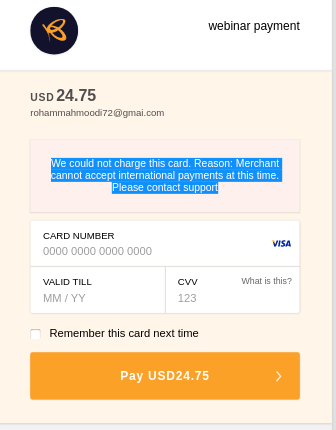 webinar payment
USD 24.75
rohammahmoodi72@gmai.com
We could not charge this card. Reason: Merchant
cannot accept international payments at this time.
Please contact support
CARD NUMBER
VISA
0000 0000 0000 0000
VALID TILL
MM / YY
CVV
What is this?
123
Remember this card next time
Pay USD24.75